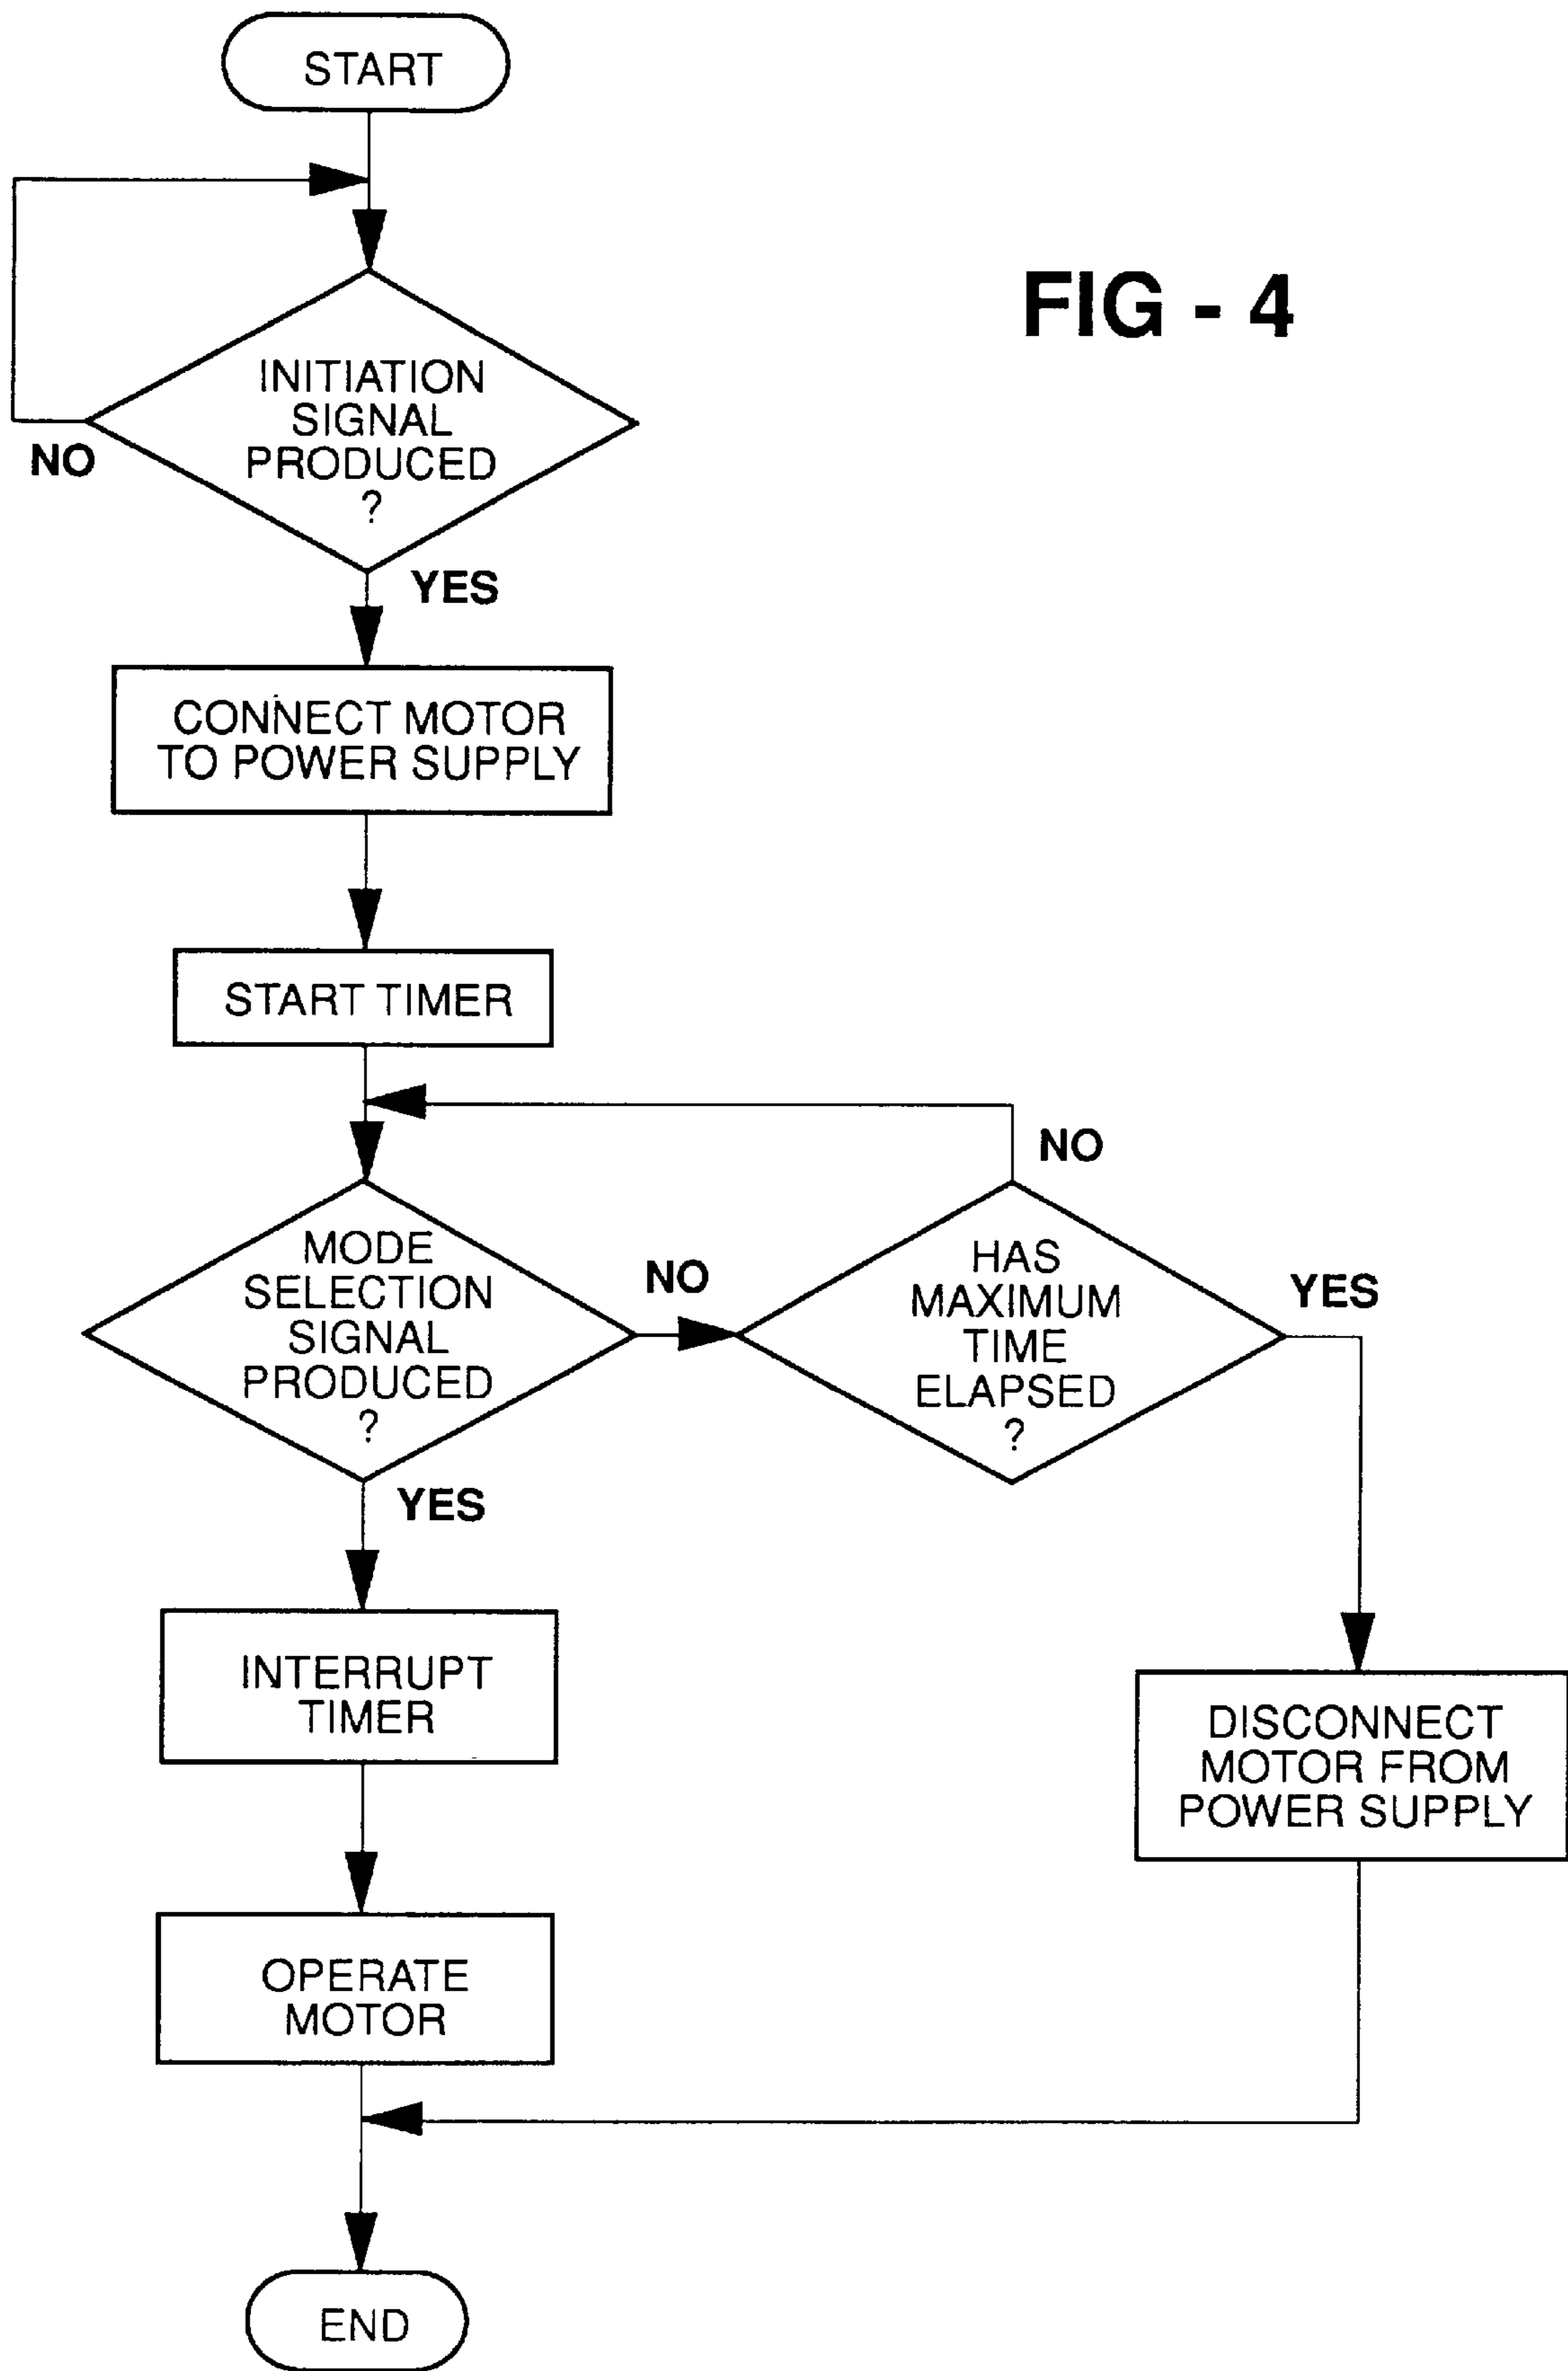 START
FIG - 4
INITIATION
SIGNAL
PRODUCED
?
NO
YES
CONNECT MOTOR
TO POWER SUPPLY
START TIMER
NO
MODE
SELECTION
SIGNAL
PRODUCED
?
NO
HAS
MAXIMUM
TIME
ELAPSED
?
YES
YES
INTERRUPT
TIMER
DISCONNECT
MOTOR FROM
POWER SUPPLY
OPERATE
MOTOR
END